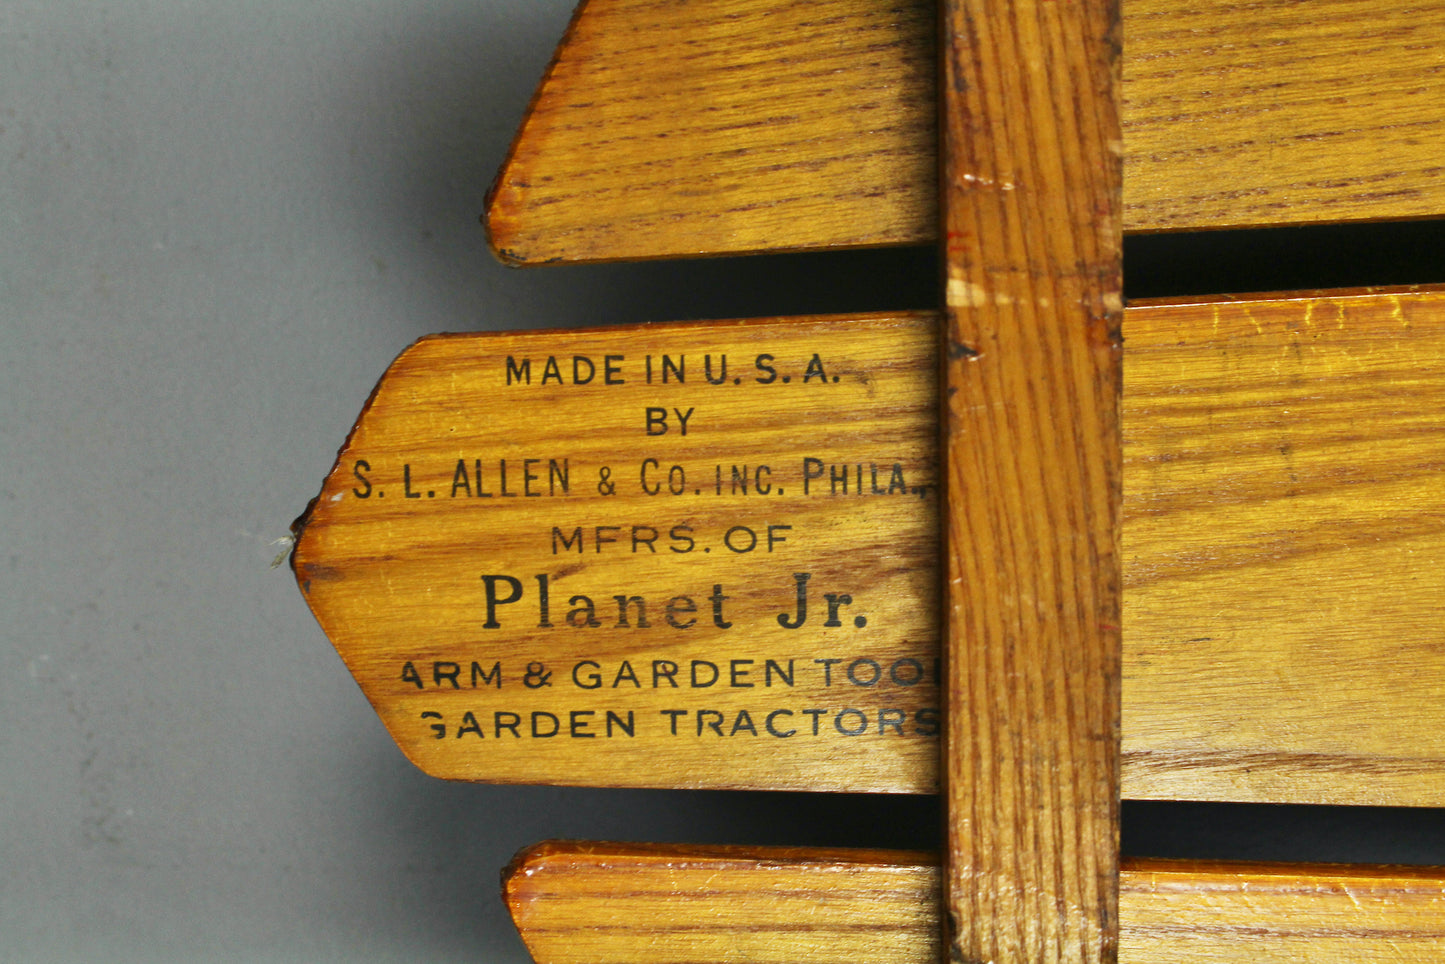 MADE IN U.S.A.
BY
S. L. ALLEN & CO. INC. PHILA.,
MFRS. OF
Planet Jr.
ARM & GARDEN TOO
GARDEN TRACTORS